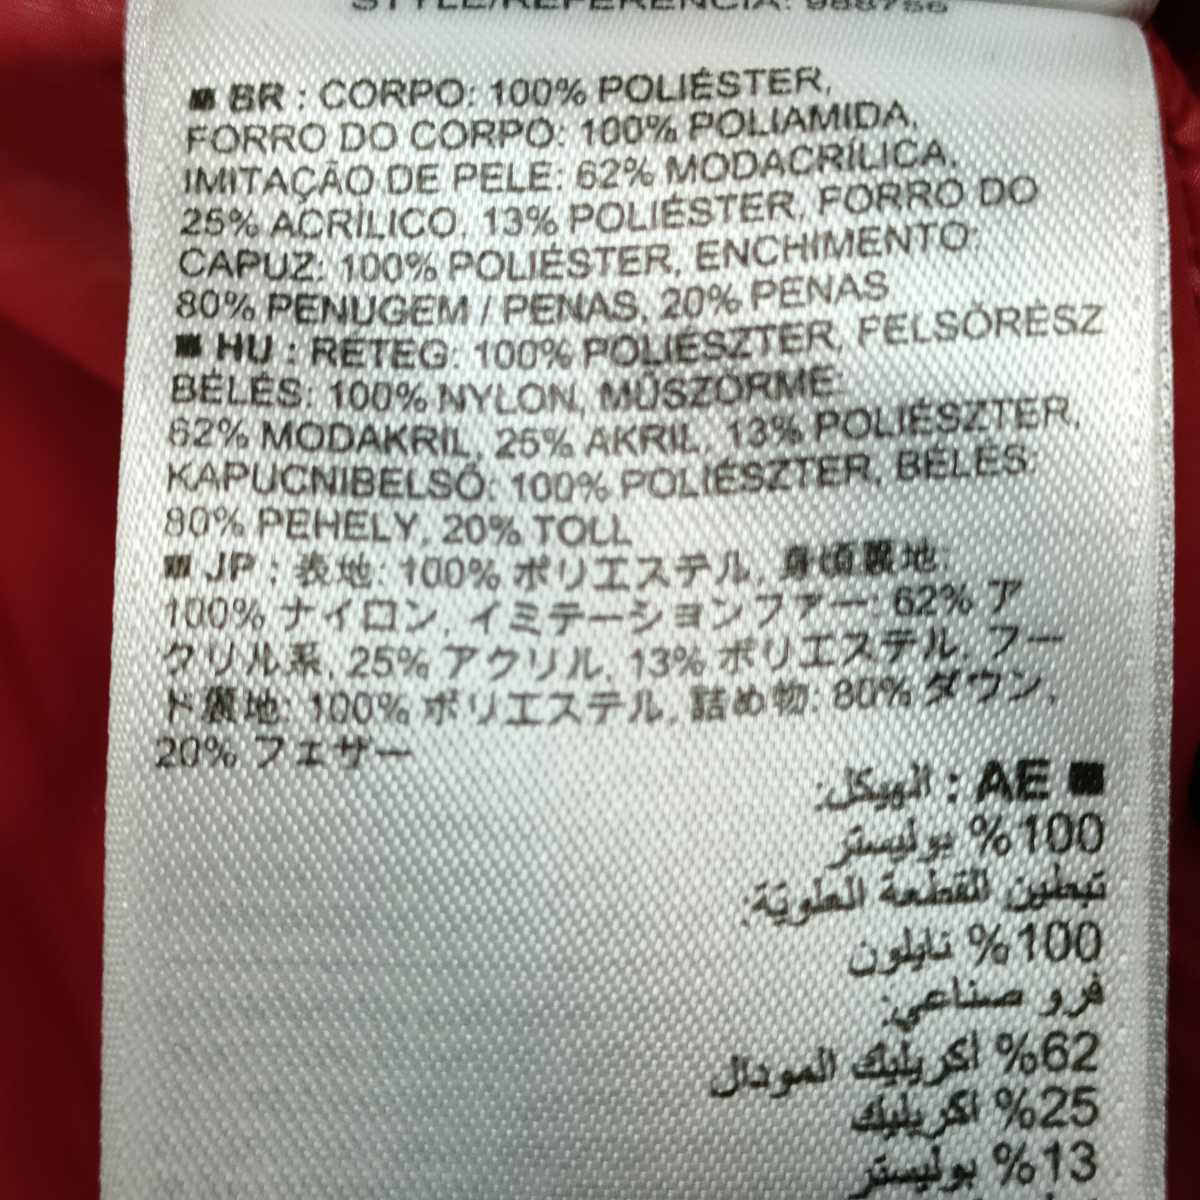 STYLE/REFERENCIA: 988756
■ BR : CORPO: 100% POLIÉSTER,
FORRO DO CORPO: 100% POLIAMIDA,
IMITAÇÃO DE PELE: 62% MODACRÍLICA,
25% ACRÍLICO, 13% POLIÉSTER, FORRO DO
CAPUZ: 100% POLIÉSTER, ENCHIMENTO:
80% PENUGEM / PENAS, 20% PENAS
■ HU : RÉTEG: 100% POLIÉSZTER, FELSŐRÉSZ
BÉLÉS: 100% NYLON, MŰSZŐRME:
62% MODAKRIL, 25% AKRIL, 13% POLIÉSZTER,
KAPUCNIBELSŐ: 100% POLIÉSZTER, BÉLÉS:
80% PEHELY, 20% TOLL
■ JP : 表地: 100% ポリエステル, 身頃裏地:
100% ナイロン, イミテーションファー: 62% ア
クリル系, 25% アクリル, 13% ポリエステル, フー
ド裏地: 100% ポリエステル, 詰め物: 80% ダウン,
20% フェザー
■ AE : الهيكل:
100% بوليستر
تبطين القطعة العلويّة:
100% نايلون
فرو صناعي:
62% أكريليك المودال
25% أكريليك
13% بوليستر